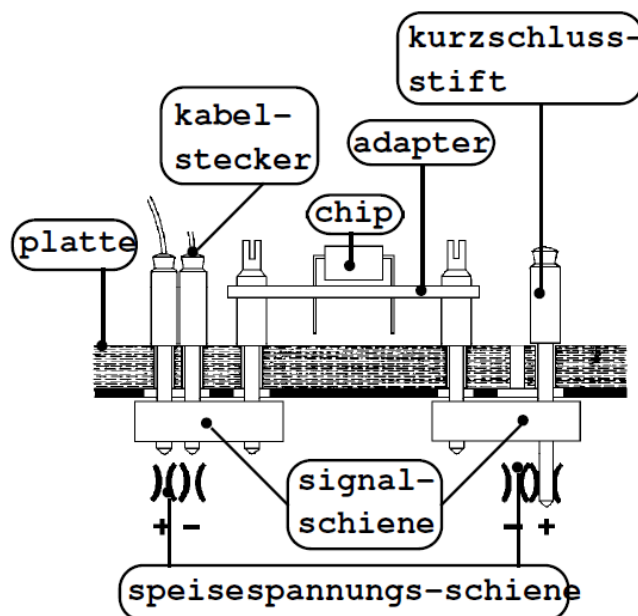 kurzschluss-
stift
kabel-
stecker
adapter
chip
platte
signal-
schiene
+ - - +
speisespannungs-schiene